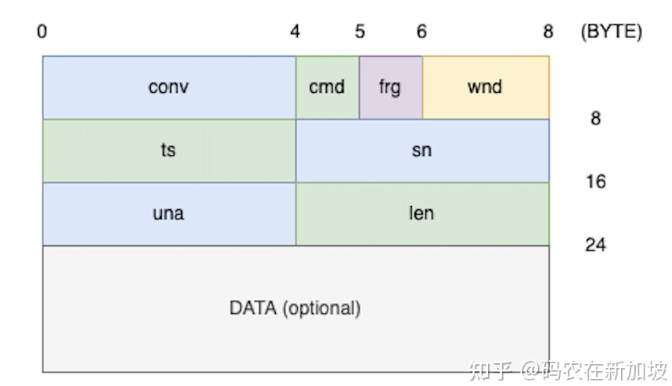 0 4 5 6 8 (BYTE)
conv cmd frg wnd
8
ts sn
16
una len
24
DATA (optional)
知乎 @码农在新加坡